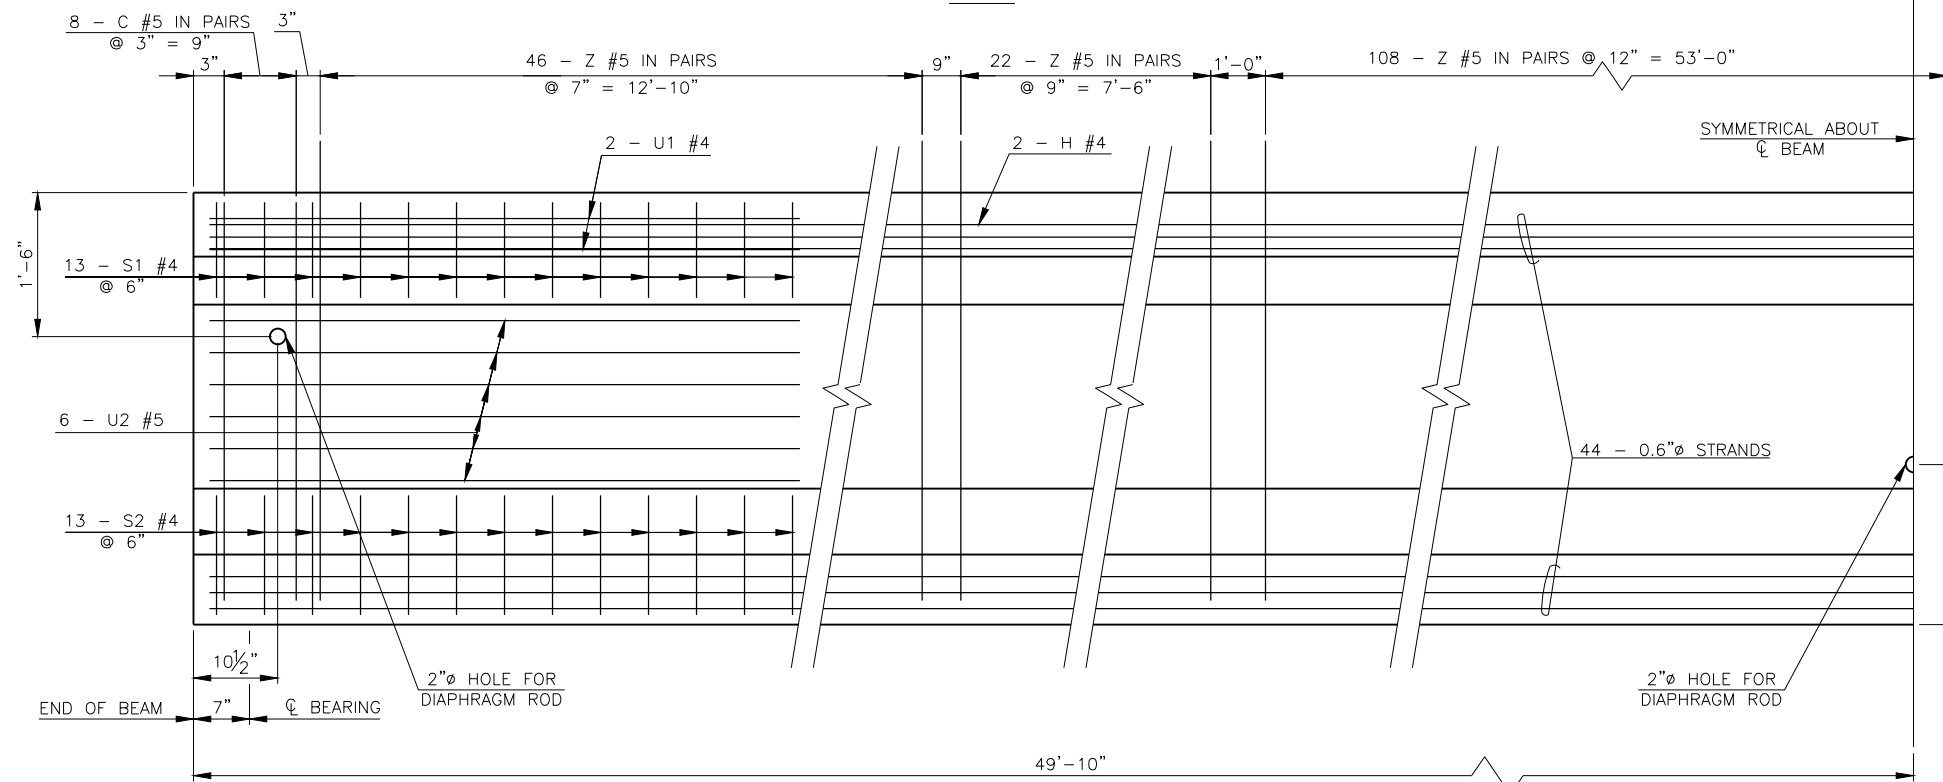 8 - C #5 IN PAIRS
@ 3" = 9"
3"
3"
46 - Z #5 IN PAIRS
@ 7" = 12'-10"
9"
22 - Z #5 IN PAIRS
@ 9" = 7'-6"
1'-0"
108 - Z #5 IN PAIRS @ 12" = 53'-0"
SYMMETRICAL ABOUT
℄ BEAM
2 - U1 #4
2 - H #4
1'-6"
13 - S1 #4
@ 6"
6 - U2 #5
44 - 0.6"ø STRANDS
13 - S2 #4
@ 6"
10½"
2"ø HOLE FOR
DIAPHRAGM ROD
2"ø HOLE FOR
DIAPHRAGM ROD
END OF BEAM
7"
℄ BEARING
49'-10"